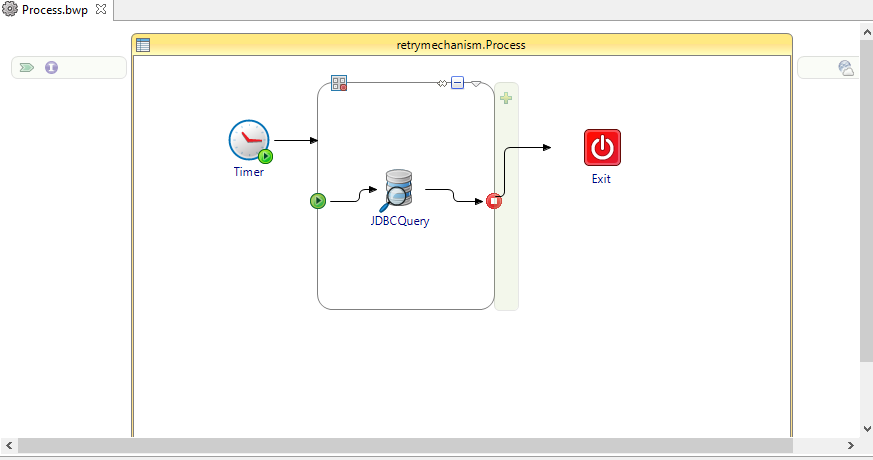 Process.bwp
retrymechanism.Process
Timer
JDBCQuery
Exit